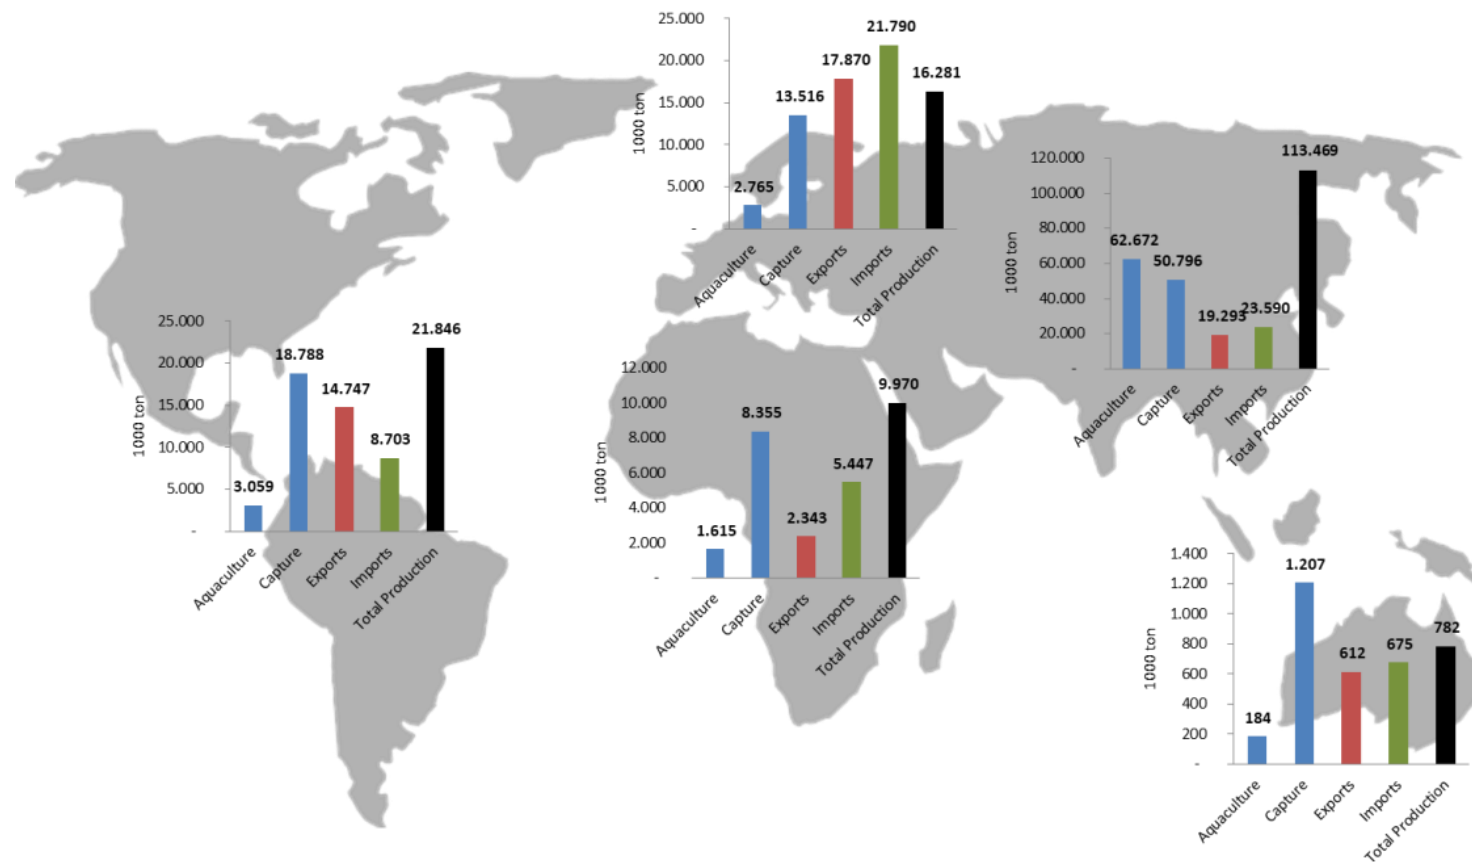 25.000
20.000
15.000
10.000
5.000
-
1000 ton
2.765
13.516
17.870
21.790
16.281
Aquaculture
Capture
Exports
Imports
Total Production
120.000
100.000
80.000
60.000
40.000
20.000
-
1000 ton
62.672
50.796
19.293
23.590
113.469
Aquaculture
Capture
Exports
Imports
Total Production
25.000
20.000
15.000
10.000
5.000
-
1000 ton
3.059
18.788
14.747
8.703
21.846
Aquaculture
Capture
Exports
Imports
Total Production
12.000
10.000
8.000
6.000
4.000
2.000
-
1000 ton
1.615
8.355
2.343
5.447
9.970
Aquaculture
Capture
Exports
Imports
Total Production
1.400
1.200
1.000
800
600
400
200
-
1000 ton
184
1.207
612
675
782
Aquaculture
Capture
Exports
Imports
Total Production